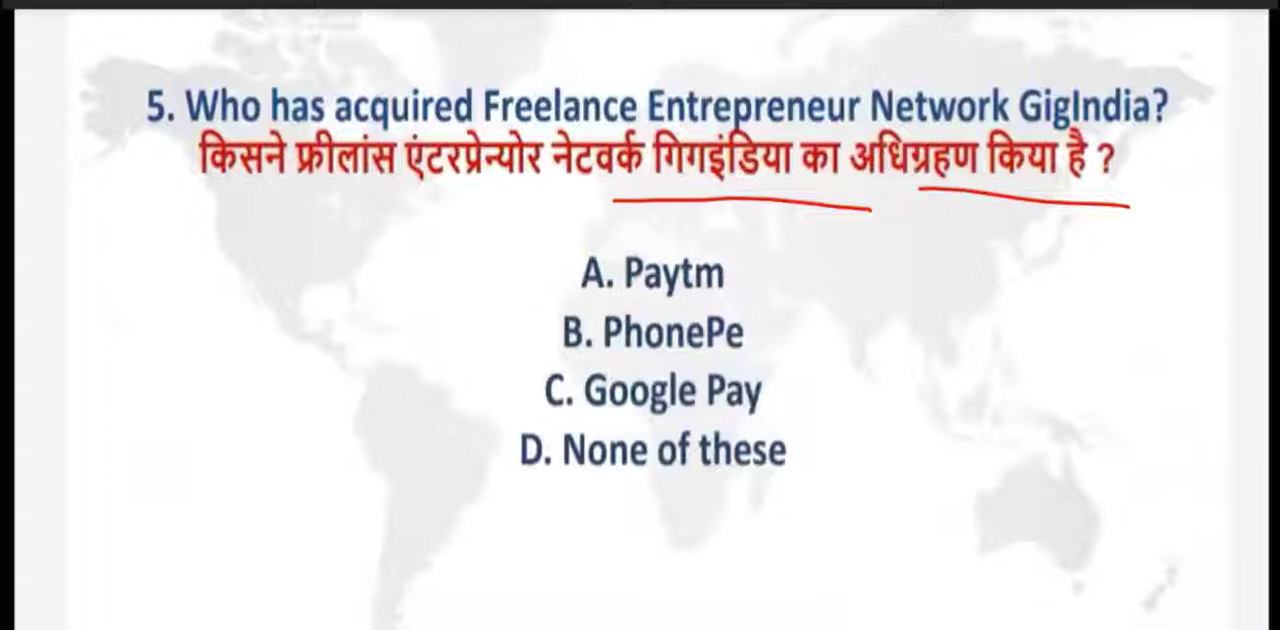 5. Who has acquired Freelance Entrepreneur Network GigIndia?
किसने फ्रीलांस एंटरप्रेन्योर नेटवर्क गिगइंडिया का अधिग्रहण किया है ?
A. Paytm
B. PhonePe
C. Google Pay
D. None of these